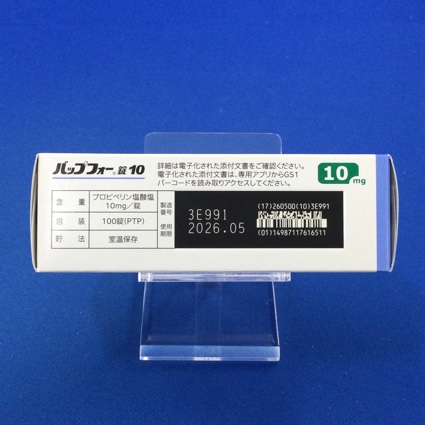 バップフォー®錠10
詳細は電子化された添付文書をご確認ください。
電子化された添付文書は、専用アプリからGS1
バーコードを読み取りアクセスしてください。
10mg
含量 プロピベリン塩酸塩 10mg/錠
包装 100錠(PTP)
貯法 室温保存
製造番号 3E991
使用期限 2026.05
(17)260500(10)3E991
(01)14987117616511